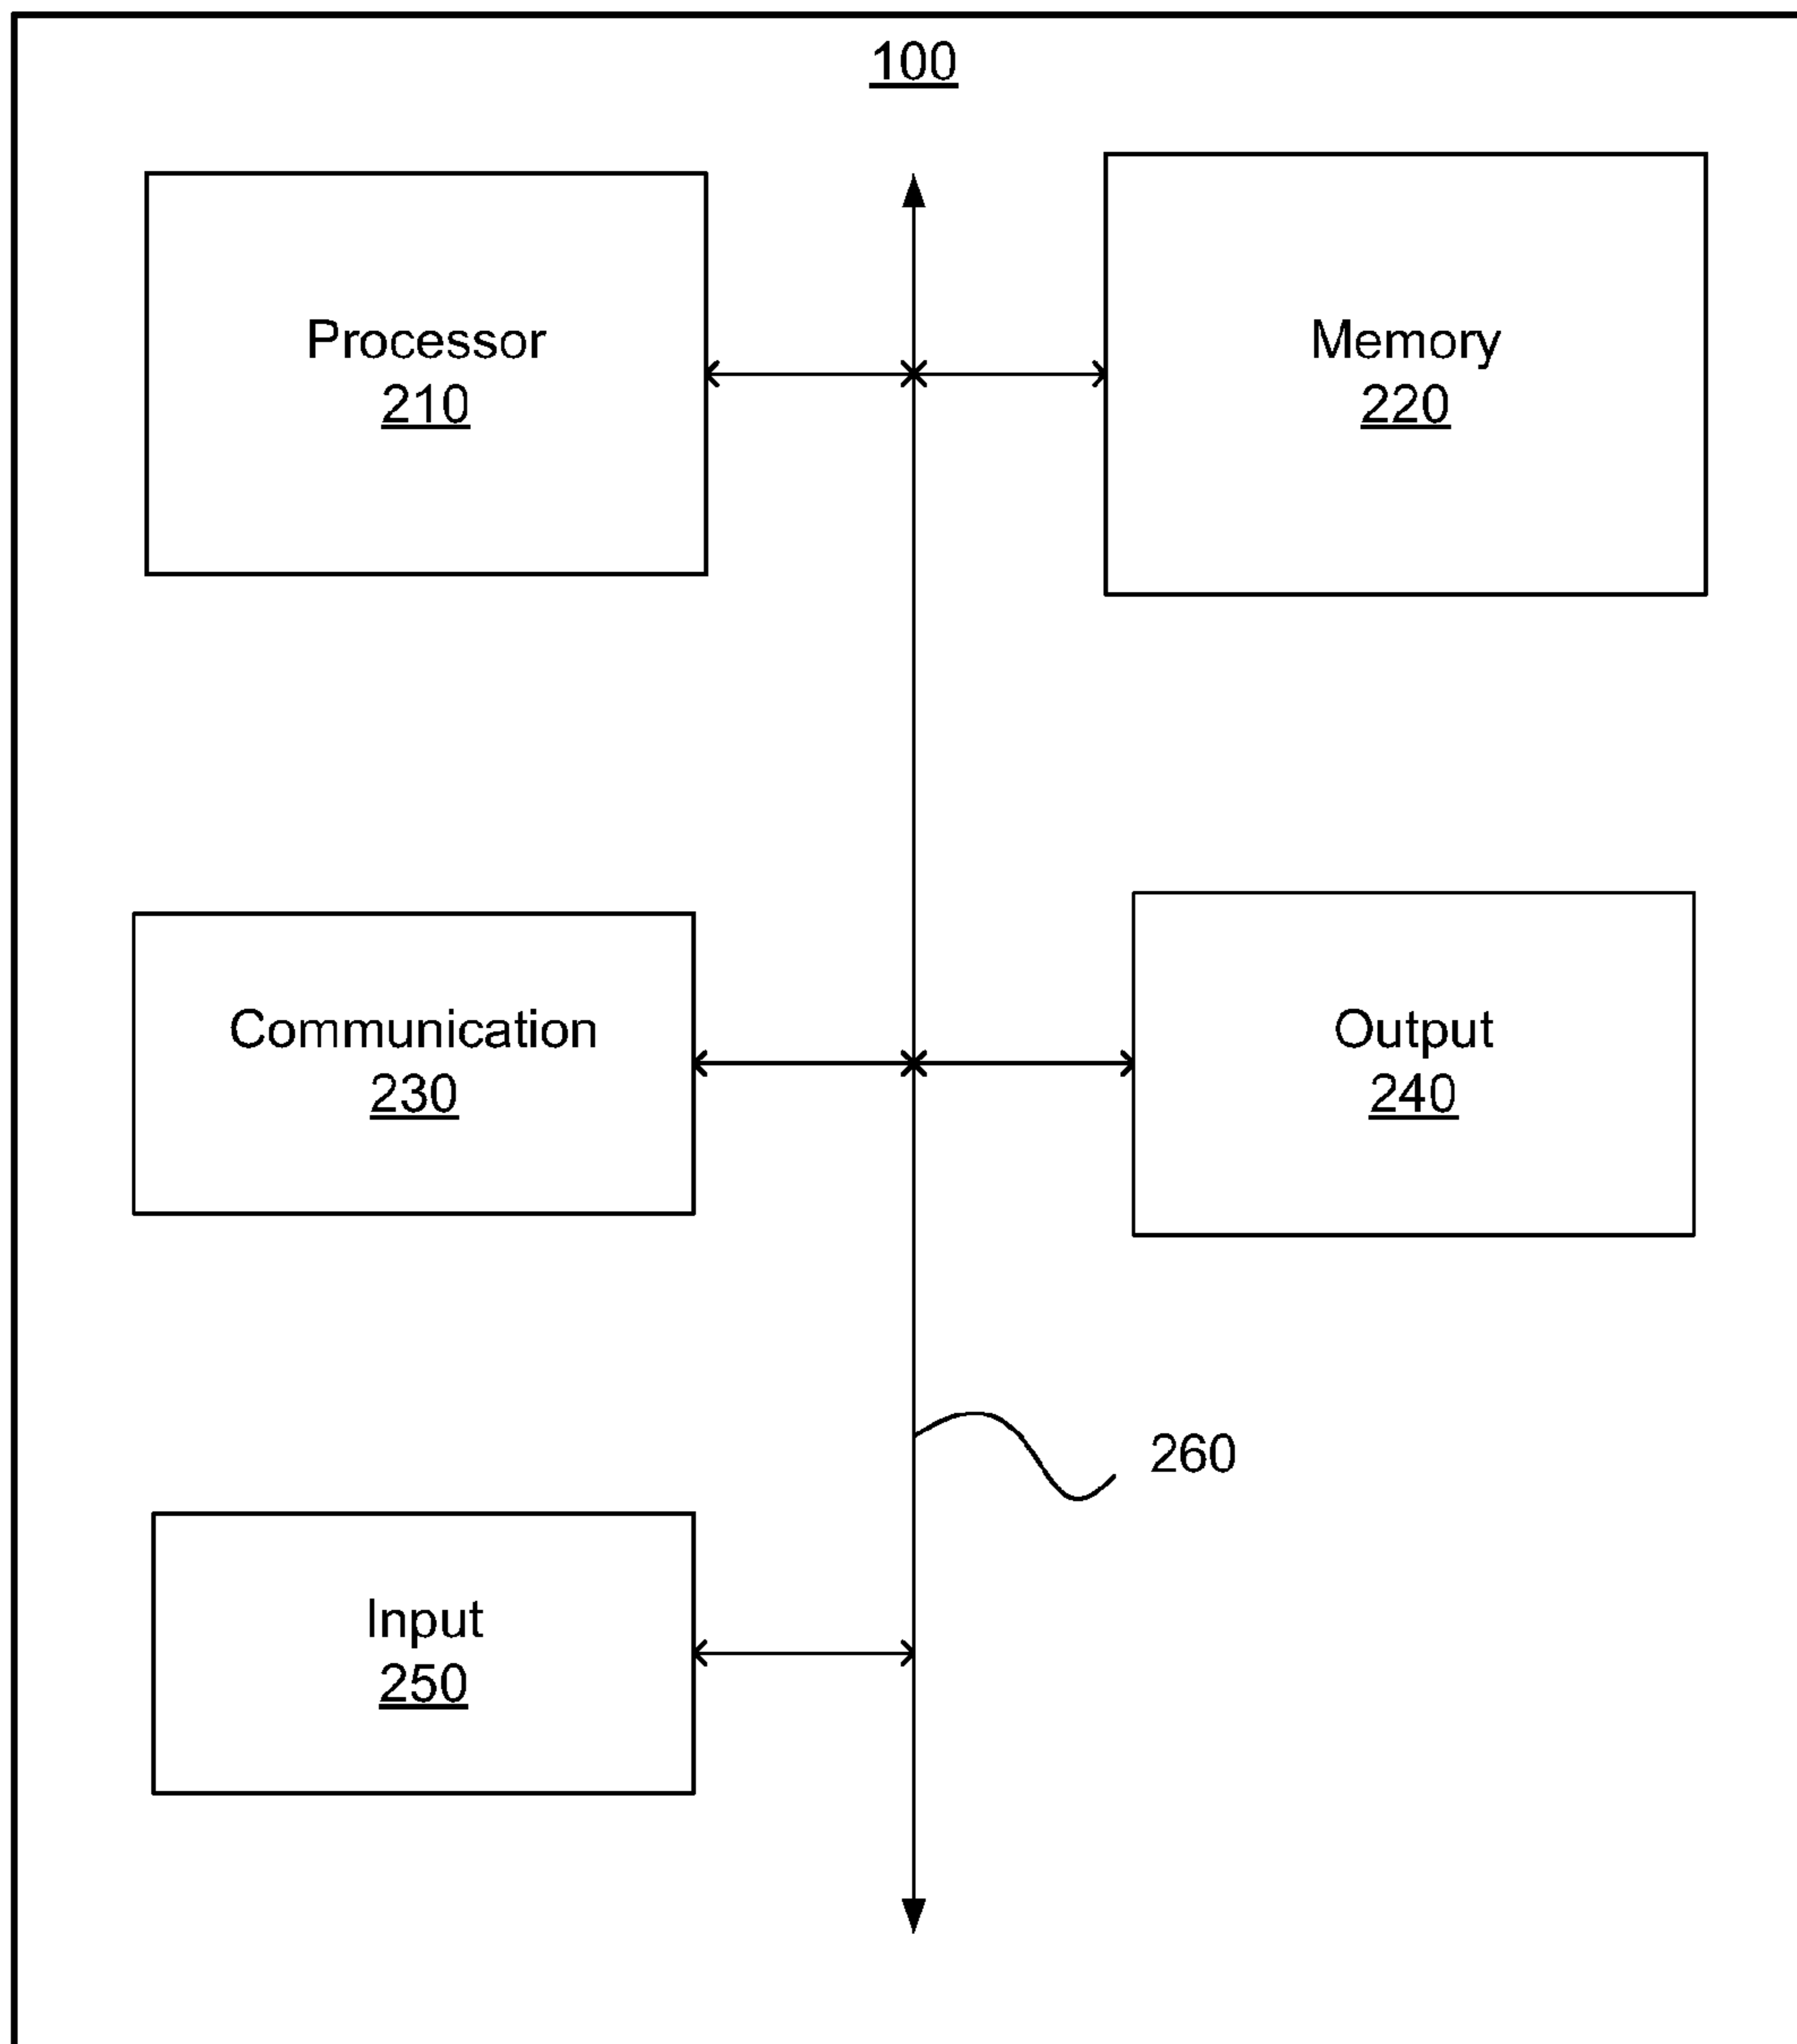 100
Processor
210
Memory
220
Communication
230
Output
240
260
Input
250